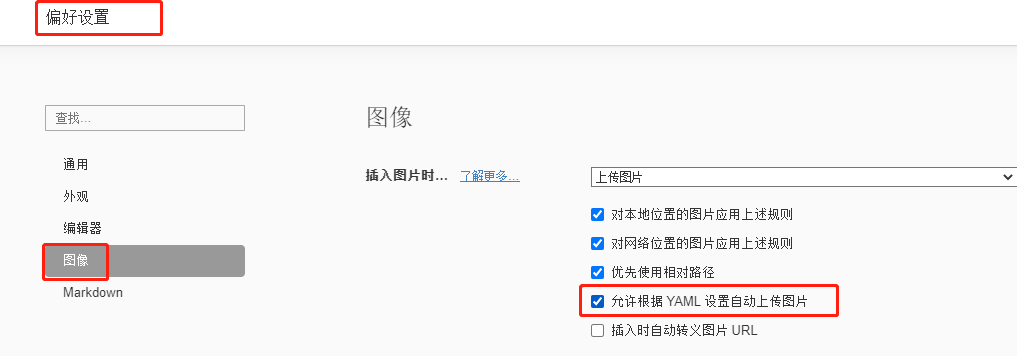 偏好设置
查找...
通用
外观
编辑器
图像
Markdown
图像
插入图片时... 了解更多...
上传图片
对本地位置的图片应用上述规则
对网络位置的图片应用上述规则
优先使用相对路径
允许根据 YAML 设置自动上传图片
插入时自动转义图片 URL